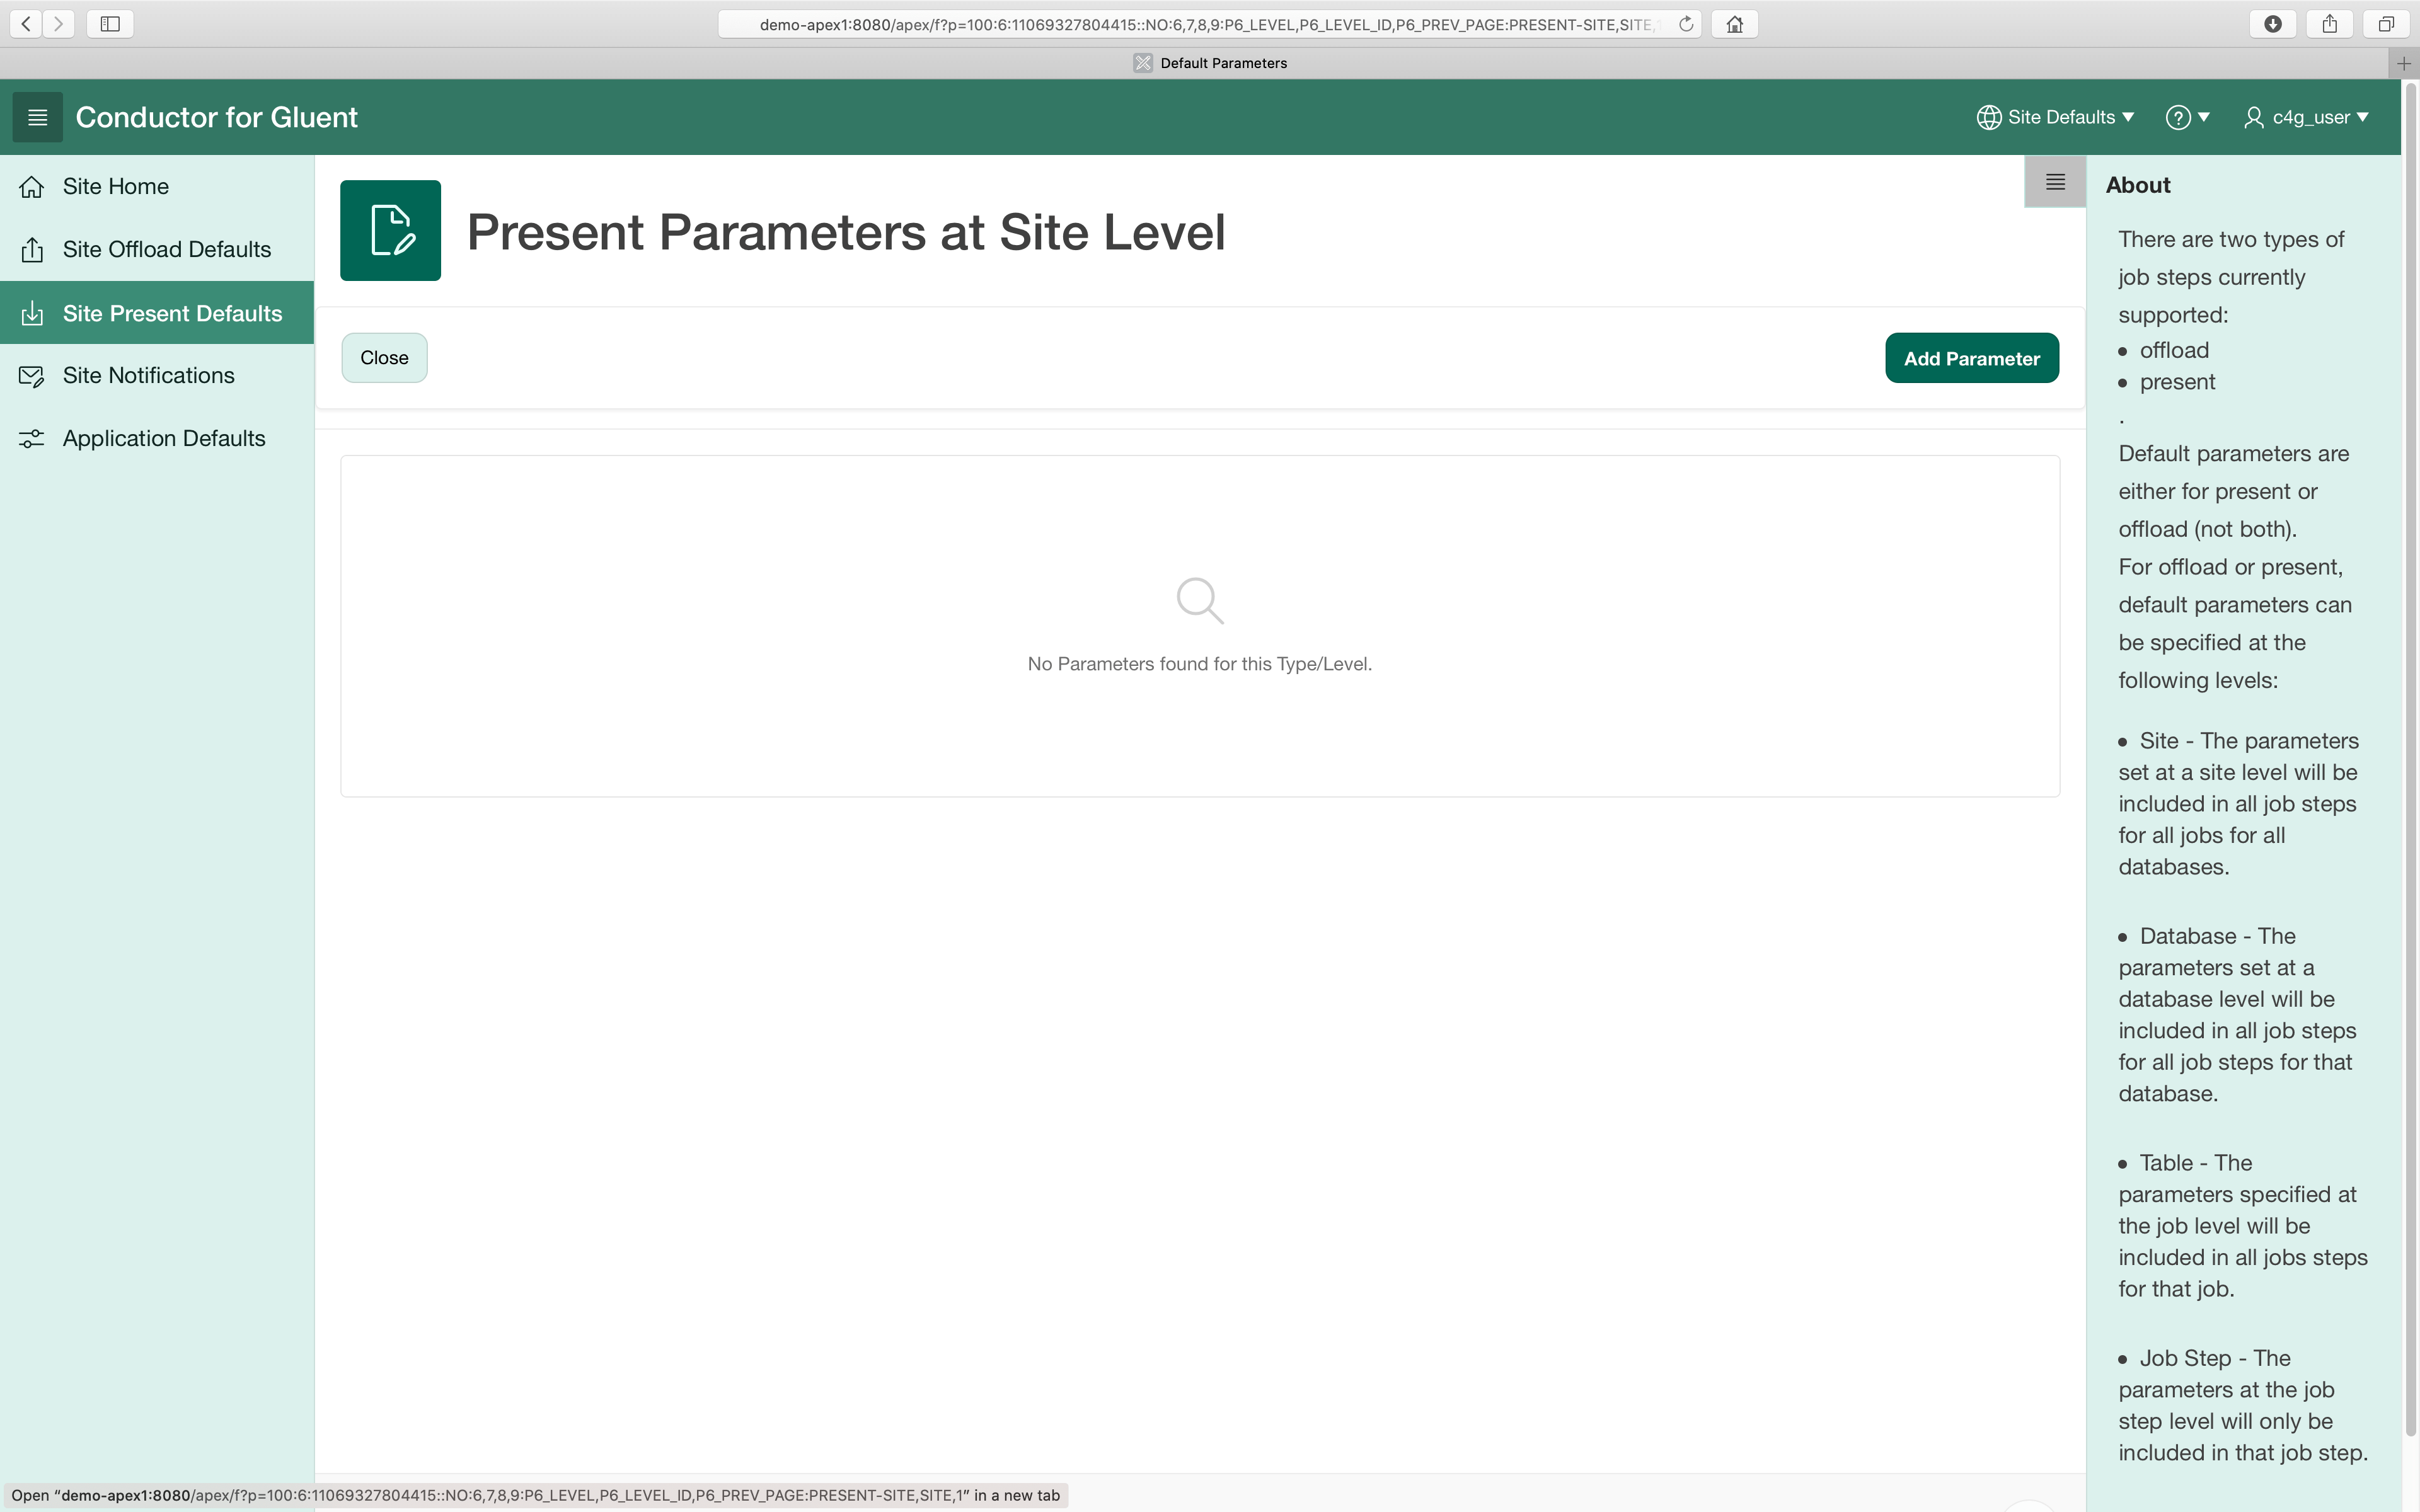 demo-apex1:8080/apex/f?p=100:6:11069327804415::NO:6,7,8,9:P6_LEVEL,P6_LEVEL_ID,P6_PREV_PAGE:PRESENT-SITE,SITE,
Default Parameters
Conductor for Gluent
Site Defaults
?
c4g_user
Site Home
Site Offload Defaults
Site Present Defaults
Site Notifications
Application Defaults
Present Parameters at Site Level
Close
Add Parameter
No Parameters found for this Type/Level.
About
There are two types of
job steps currently
supported:
• offload
• present
.
Default parameters are
either for present or
offload (not both).
For offload or present,
default parameters can
be specified at the
following levels:
• Site - The parameters
set at a site level will be
included in all job steps
for all jobs for all
databases.
• Database - The
parameters set at a
database level will be
included in all job steps
for all job steps for that
database.
• Table - The
parameters specified at
the job level will be
included in all jobs steps
for that job.
• Job Step - The
parameters at the job
step level will only be
included in that job step.
Open “demo-apex1:8080/apex/f?p=100:6:11069327804415::NO:6,7,8,9:P6_LEVEL,P6_LEVEL_ID,P6_PREV_PAGE:PRESENT-SITE,SITE,1” in a new tab